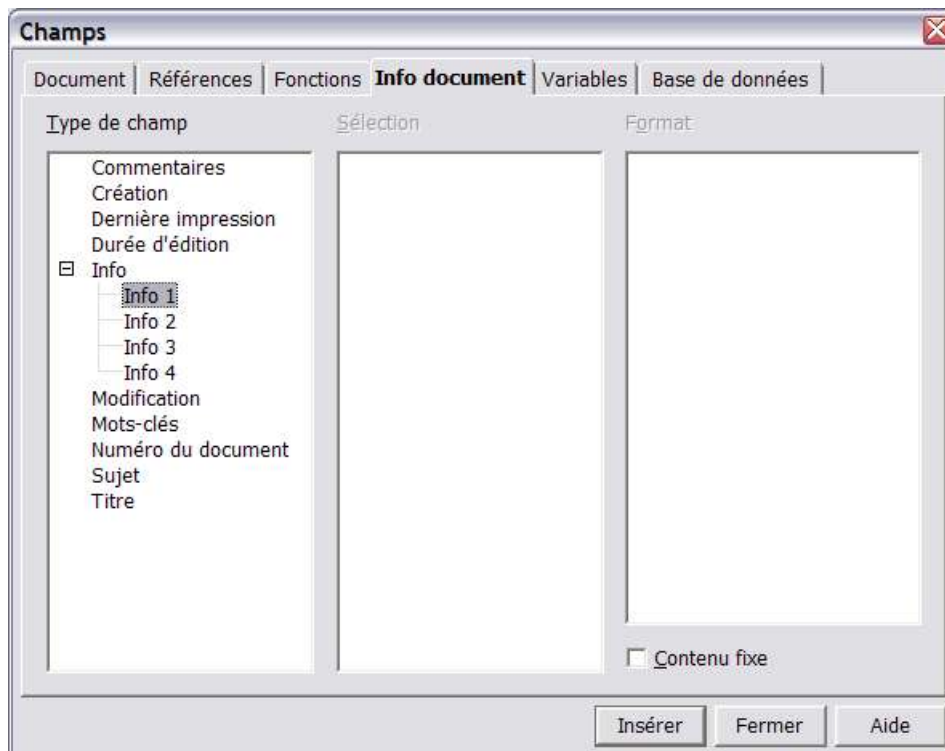 Champs
Document Références Fonctions Info document Variables Base de données
Type de champ Sélection Format
Commentaires
Création
Dernière impression
Durée d'édition
Info
Info 1
Info 2
Info 3
Info 4
Modification
Mots-clés
Numéro du document
Sujet
Titre
Contenu fixe
Insérer Fermer Aide